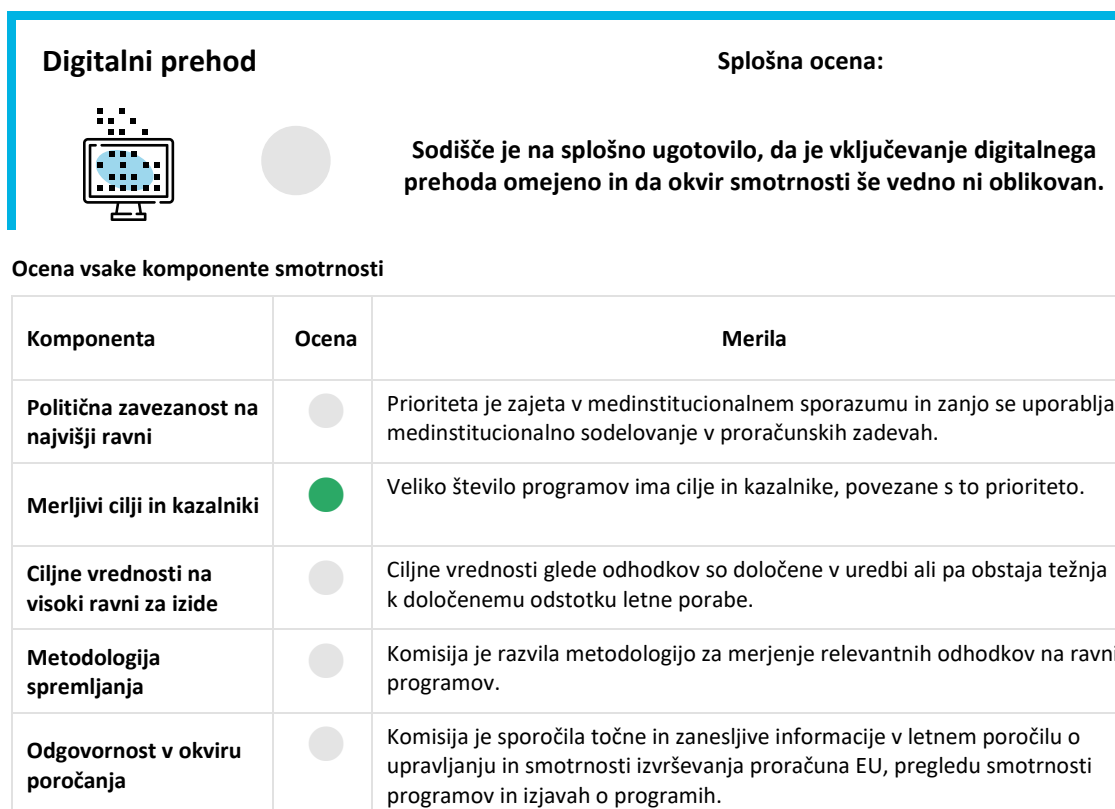 Digitalni prehod
Splošna ocena:
Sodišče je na splošno ugotovilo, da je vključevanje digitalnega
prehoda omejeno in da okvir smotrnosti še vedno ni oblikovan.
Ocena vsake komponente smotrnosti
Komponenta
Ocena
Merila
Politična zavezanost na
najvišji ravni
Prioriteta je zajeta v medinstitucionalnem sporazumu in zanjo se uporablja
medinstitucionalno sodelovanje v proračunskih zadevah.
Merljivi cilji in kazalniki
Veliko število programov ima cilje in kazalnike, povezane s to prioriteto.
Ciljne vrednosti na
visoki ravni za izide
Ciljne vrednosti glede odhodkov so določene v uredbi ali pa obstaja težnja
k določenemu odstotku letne porabe.
Metodologija
spremljanja
Komisija je razvila metodologijo za merjenje relevantnih odhodkov na ravni
programov.
Odgovornost v okviru
poročanja
Komisija je sporočila točne in zanesljive informacije v letnem poročilu o
upravljanju in smotrnosti izvrševanja proračuna EU, pregledu smotrnosti
programov in izjavah o programih.